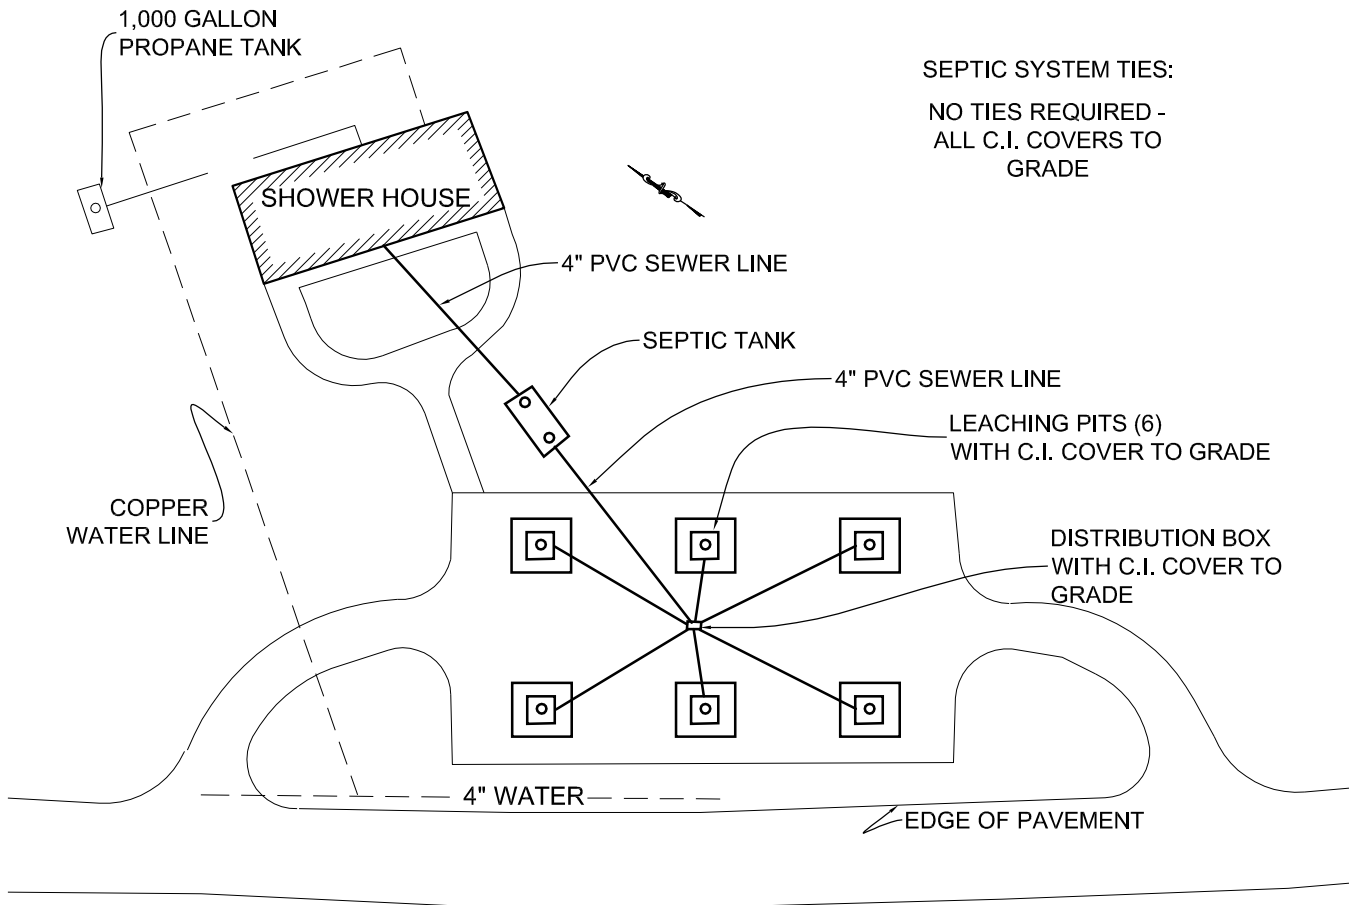 1,000 GALLON
PROPANE TANK
SEPTIC SYSTEM TIES:
NO TIES REQUIRED -
ALL C.I. COVERS TO
GRADE
SHOWER HOUSE
4" PVC SEWER LINE
SEPTIC TANK
4" PVC SEWER LINE
LEACHING PITS (6)
WITH C.I. COVER TO GRADE
COPPER
WATER LINE
DISTRIBUTION BOX
WITH C.I. COVER TO
GRADE
4" WATER
EDGE OF PAVEMENT